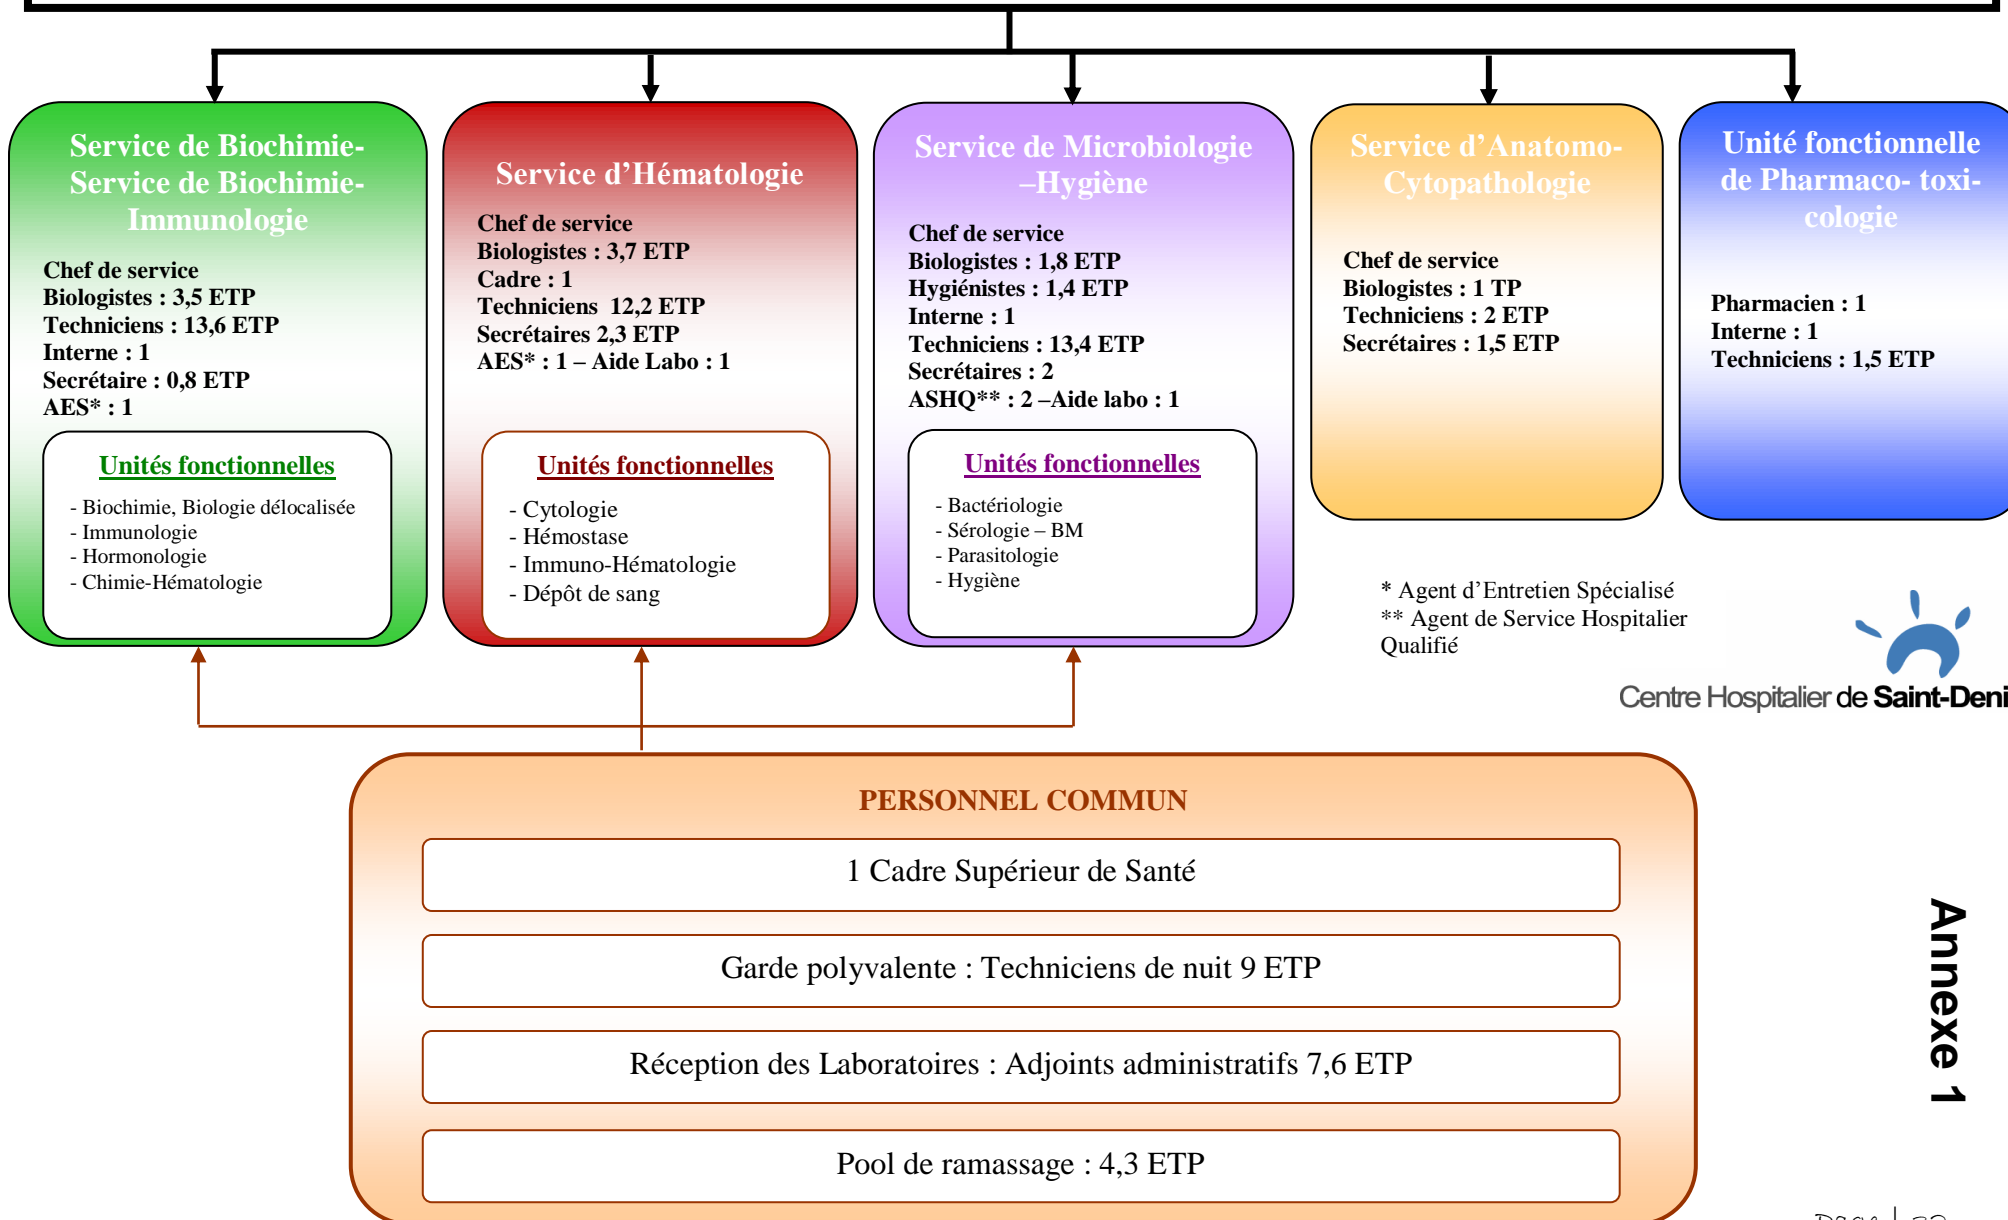 Service de Biochimie-
Service de Biochimie-
Immunologie
Chef de service
Biologistes : 3,5 ETP
Techniciens : 13,6 ETP
Interne : 1
Secrétaire : 0,8 ETP
AES* : 1
Unités fonctionnelles
- Biochimie, Biologie délocalisée
- Immunologie
- Hormonologie
- Chimie-Hématologie
Service d’Hématologie
Chef de service
Biologistes : 3,7 ETP
Cadre : 1
Techniciens 12,2 ETP
Secrétaires 2,3 ETP
AES* : 1 – Aide Labo : 1
Unités fonctionnelles
- Cytologie
- Hémostase
- Immuno-Hématologie
- Dépôt de sang
Service de Microbiologie
–Hygiène
Chef de service
Biologistes : 1,8 ETP
Hygiénistes : 1,4 ETP
Interne : 1
Techniciens : 13,4 ETP
Secrétaires : 2
ASHQ** : 2 –Aide labo : 1
Unités fonctionnelles
- Bactériologie
- Sérologie – BM
- Parasitologie
- Hygiène
Service d’Anatomo-
Cytopathologie
Chef de service
Biologistes : 1 TP
Techniciens : 2 ETP
Secrétaires : 1,5 ETP
Unité fonctionnelle
de Pharmaco- toxi-
cologie
Pharmacien : 1
Interne : 1
Techniciens : 1,5 ETP
* Agent d’Entretien Spécialisé
** Agent de Service Hospitalier
Qualifié
Centre Hospitalier de Saint-Deni
PERSONNEL COMMUN
1 Cadre Supérieur de Santé
Garde polyvalente : Techniciens de nuit 9 ETP
Réception des Laboratoires : Adjoints administratifs 7,6 ETP
Pool de ramassage : 4,3 ETP
Annexe 1